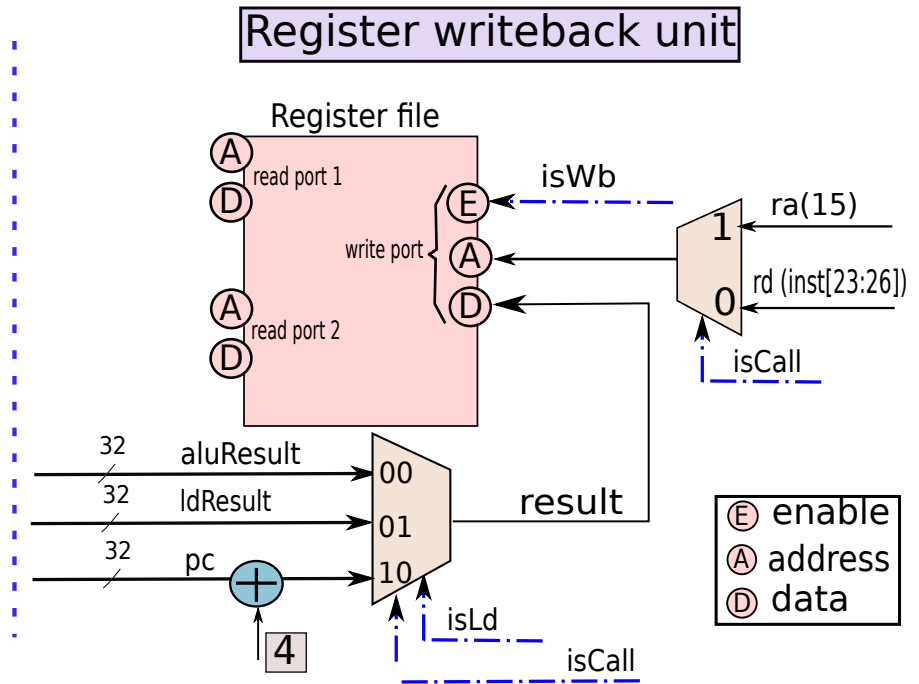 Register writeback unit
Register file
A
read port 1
D
isWb
E
write port
A
D
1
ra(15)
rd (inst[23:26])
0
isCall
A
read port 2
D
32
aluResult
00
32
ldResult
01
result
32
pc
10
+
4
isLd
isCall
E enable
A address
D data